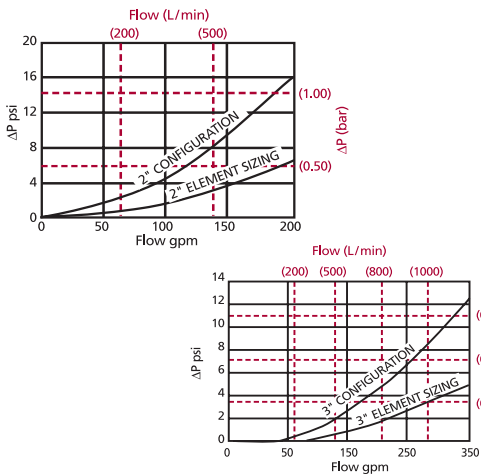 Flow (L/min)
(200) (500)
20
16
12
8
4
0
ΔP psi
(1.00)
(0.50)
ΔP (bar)
2" CONFIGURATION
2" ELEMENT SIZING
0 50 100 150 200
Flow gpm
Flow (L/min)
(200) (500) (800) (1000)
14
12
10
8
6
4
2
0
ΔP psi
3" CONFIGURATION
3" ELEMENT SIZING
0 50 150 250 350
Flow gpm